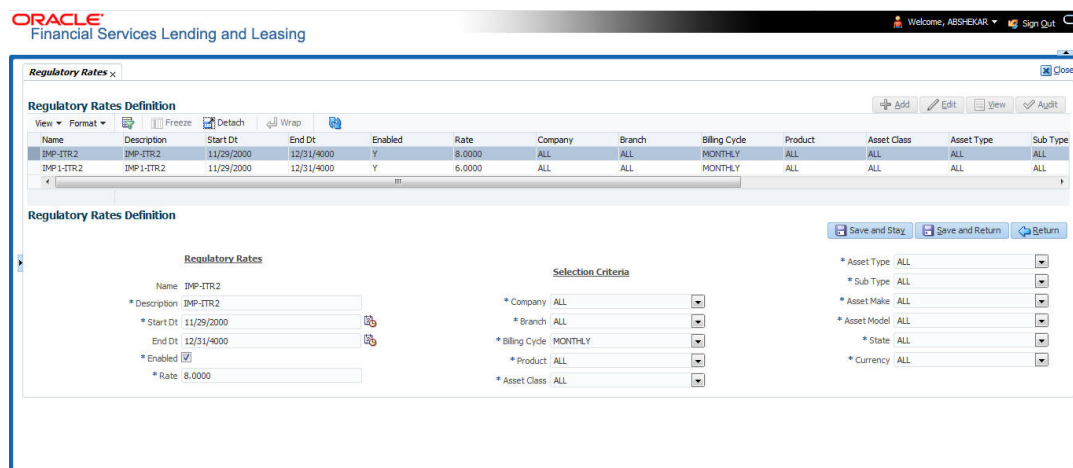 ORACLE
Welcome, ABSHEKAR
Sign Out
Financial Services Lending and Leasing
Regulatory Rates
Close
Regulatory Rates Definition
Add Edit View Audit
View Format Freeze Detach Wrap
Name Description Start Dt End Dt Enabled Rate Company Branch Billing Cycle Product Asset Class Asset Type Sub Type
IMP-ITR2 IMP-ITR2 11/29/2000 12/31/4000 Y 8.0000 ALL ALL MONTHLY ALL ALL ALL ALL
IMP1-ITR2 IMP1-ITR2 11/29/2000 12/31/4000 Y 6.0000 ALL ALL MONTHLY ALL ALL ALL ALL
Regulatory Rates Definition
Save and Stay Save and Return Return
Regulatory Rates
Name IMP-ITR2
* Description IMP-ITR2
* Start Dt 11/29/2000
End Dt 12/31/4000
* Enabled
* Rate 8.0000
Selection Criteria
* Company ALL
* Branch ALL
* Billing Cycle MONTHLY
* Product ALL
* Asset Class ALL
* Asset Type ALL
* Sub Type ALL
* Asset Make ALL
* Asset Model ALL
* State ALL
* Currency ALL